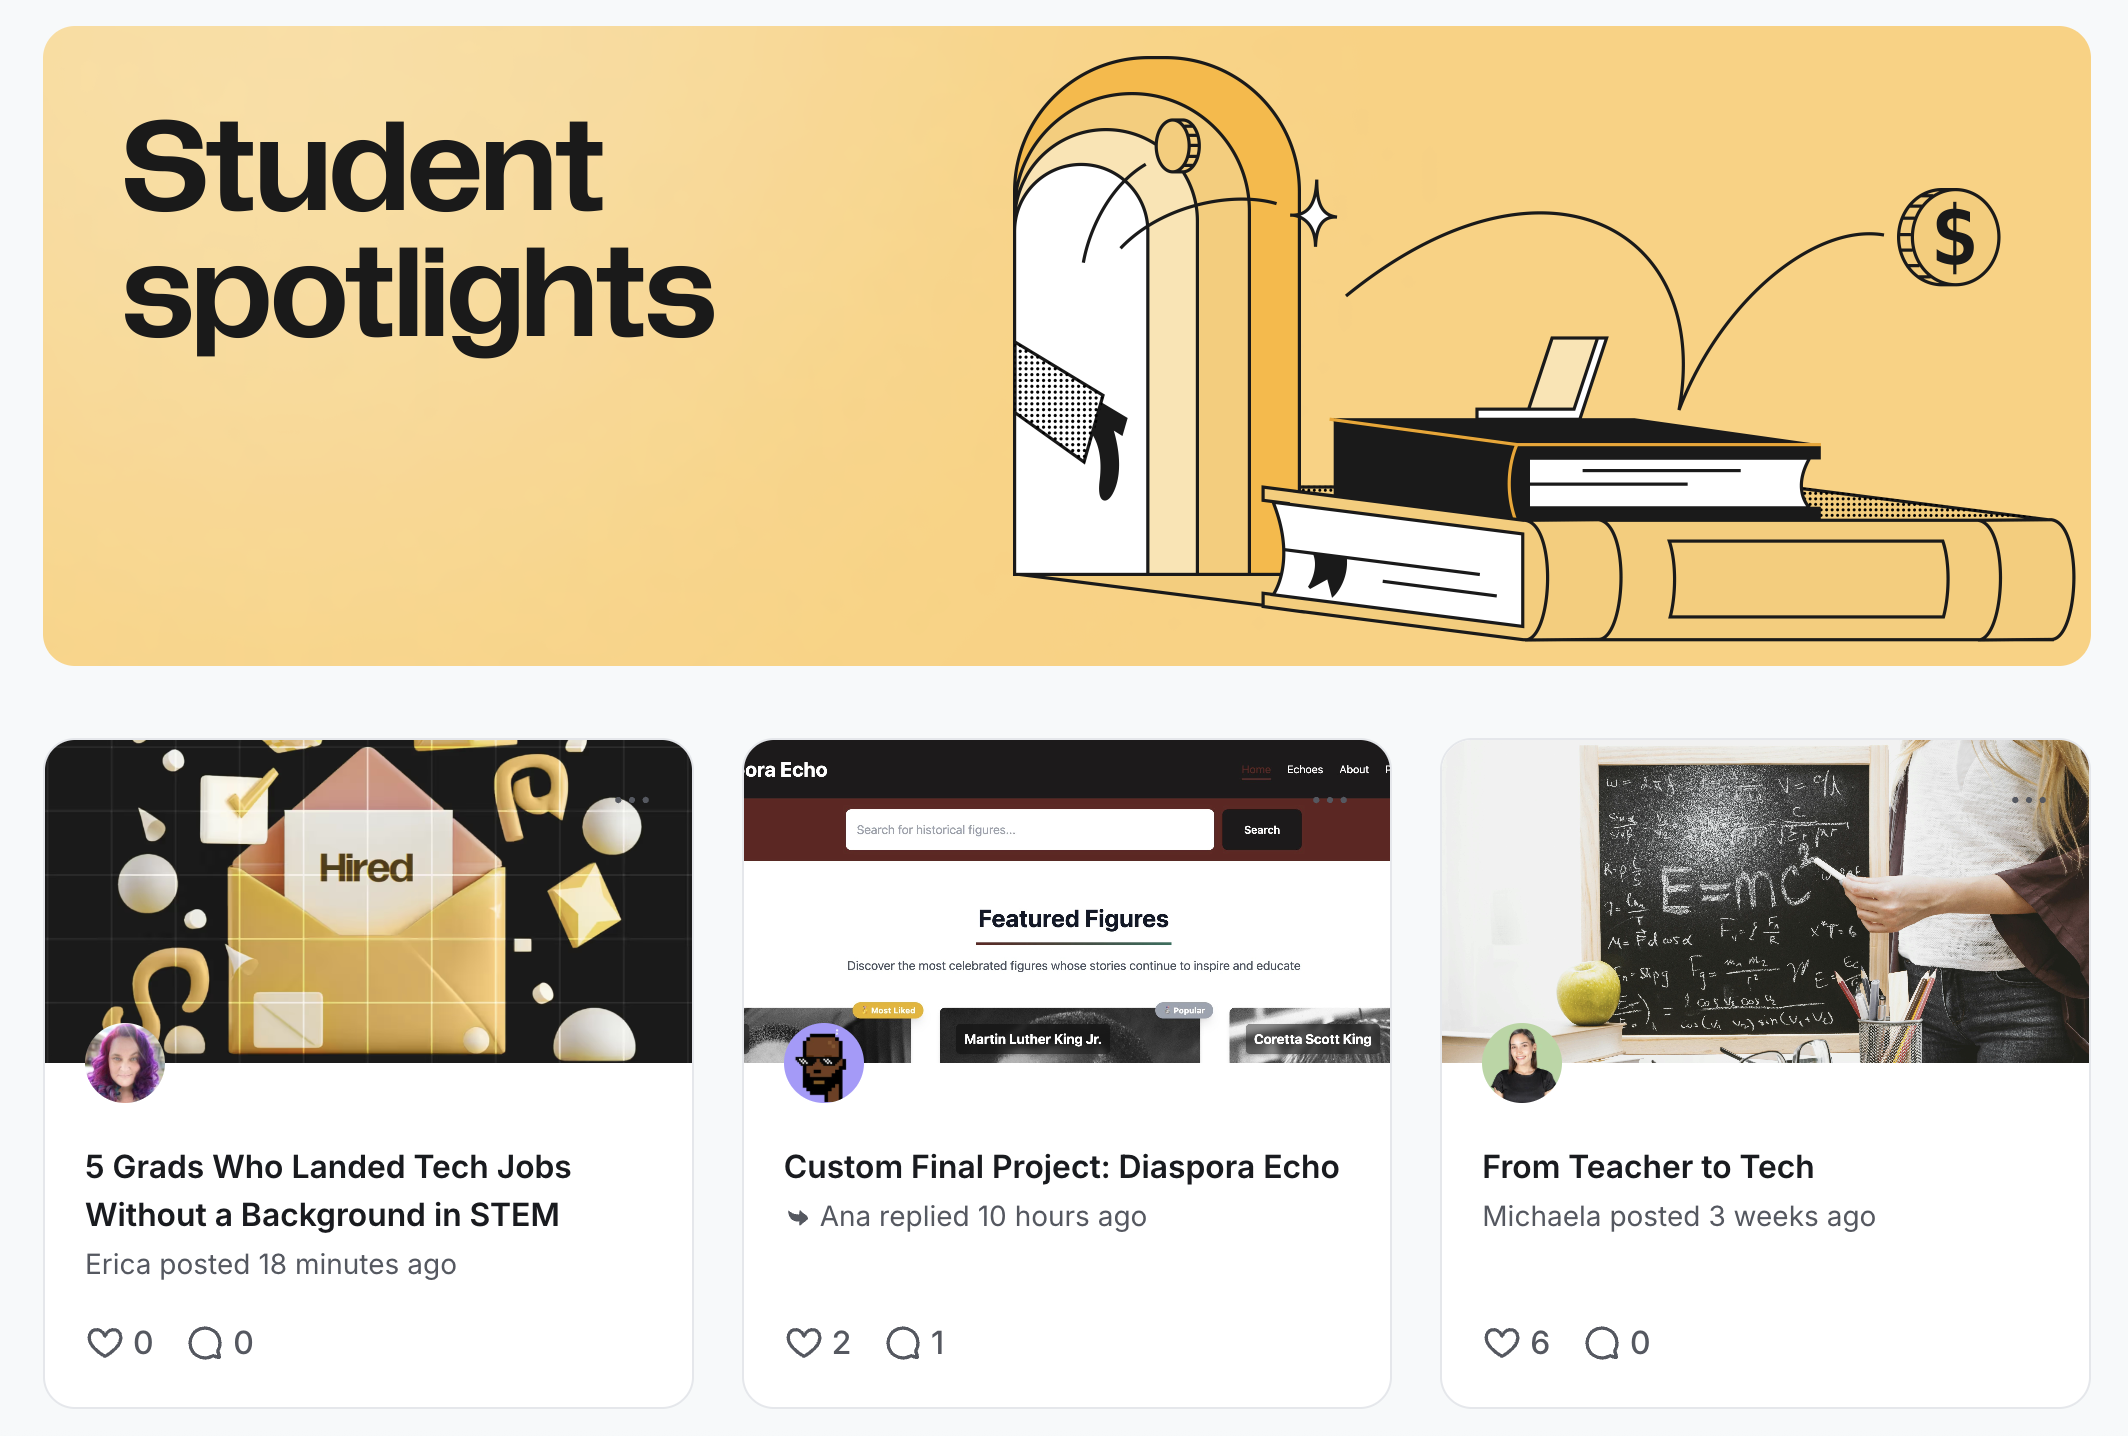 Student
spotlights
$
Hired
ora Echo
Home Echoes About
Search for historical figures...
Search
Featured Figures
Discover the most celebrated figures whose stories continue to inspire and educate
Most Liked
Popular
Martin Luther King Jr.
Coretta Scott King
E=mc²
5 Grads Who Landed Tech Jobs
Without a Background in STEM
Erica posted 18 minutes ago
0 0
Custom Final Project: Diaspora Echo
Ana replied 10 hours ago
2 1
From Teacher to Tech
Michaela posted 3 weeks ago
6 0